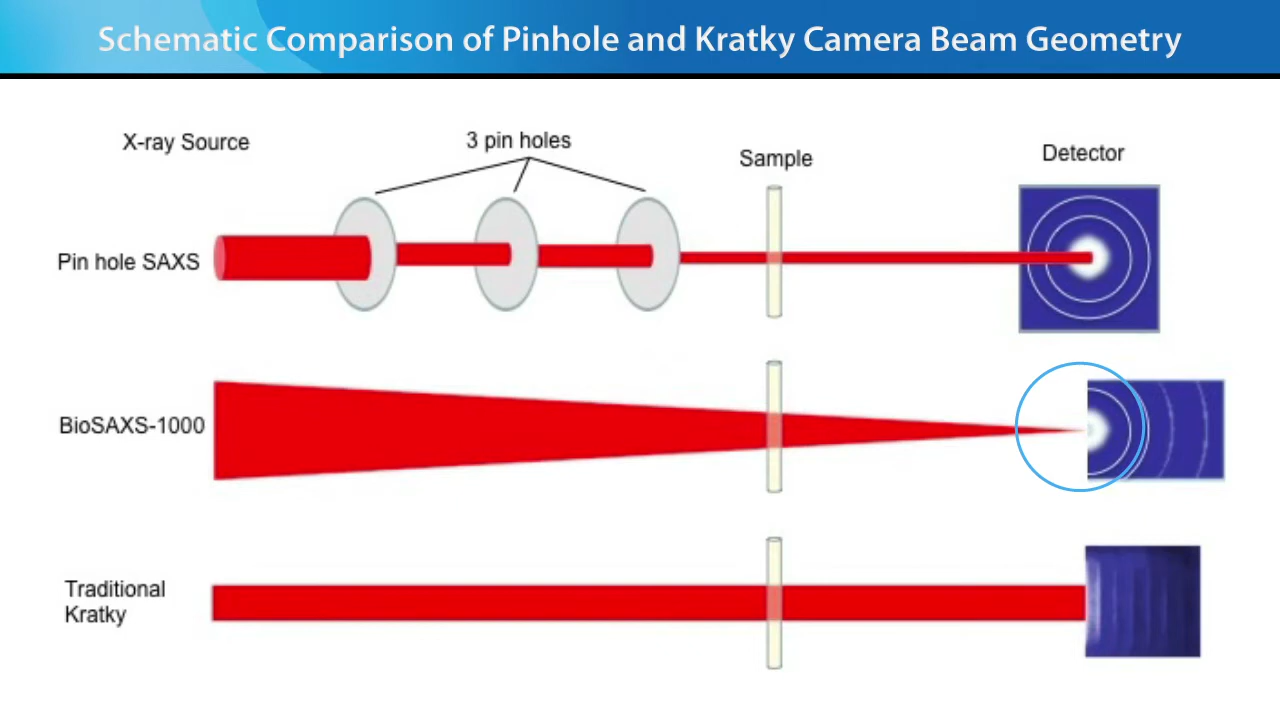 Schematic Comparison of Pinhole and Kratky Camera Beam Geometry
X-ray Source
3 pin holes
Sample
Detector
Pin hole SAXS
BioSAXS-1000
Traditional
Kratky